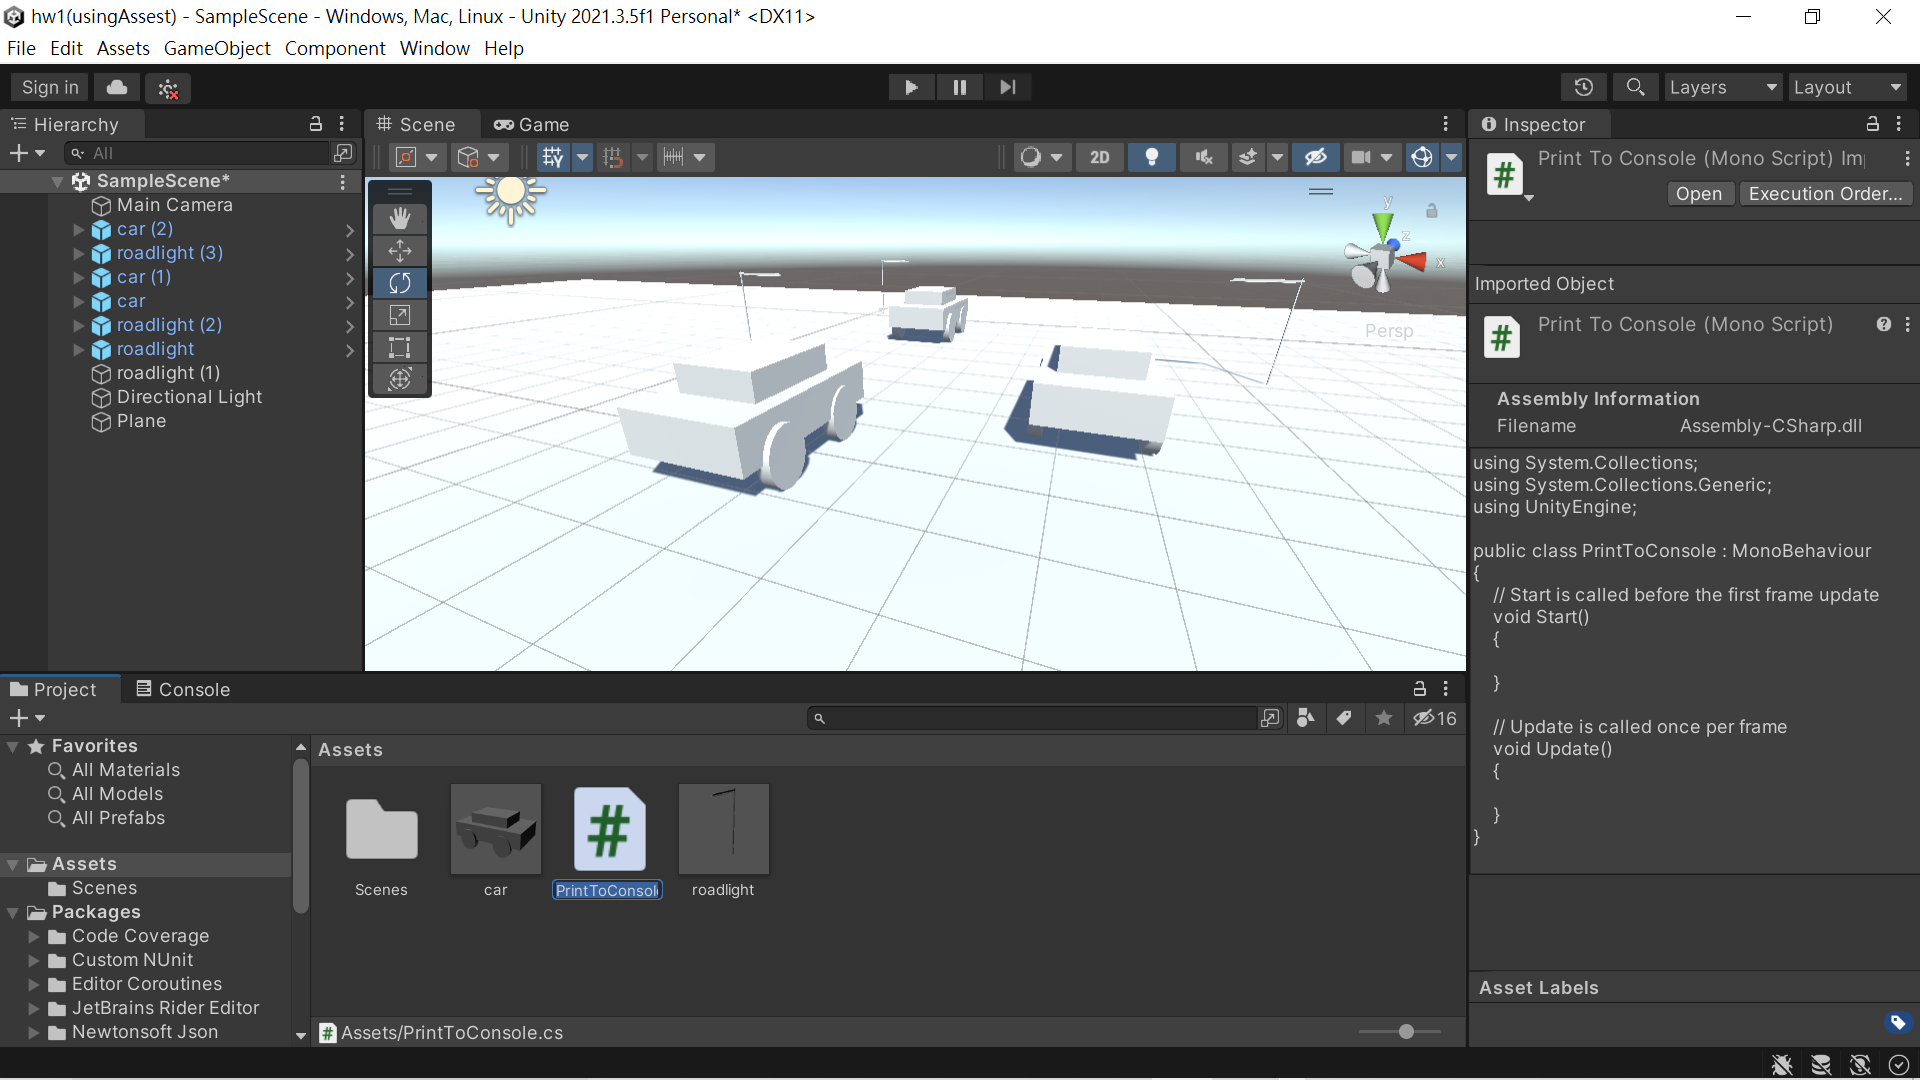 hw1(usingAssest) - SampleScene - Windows, Mac, Linux - Unity 2021.3.5f1 Personal* <DX11>
File Edit Assets GameObject Component Window Help
Sign in
Layers Layout
Hierarchy
Scene Game
Inspector
All
2D
Print To Console (Mono Script) Im
Open Execution Order...
SampleScene*
Main Camera
car (2)
roadlight (3)
car (1)
car
roadlight (2)
roadlight
roadlight (1)
Directional Light
Plane
y
z
x
Persp
Imported Object
Print To Console (Mono Script)
Assembly Information
Filename Assembly-CSharp.dll
using System.Collections;
using System.Collections.Generic;
using UnityEngine;
public class PrintToConsole : MonoBehaviour
{
// Start is called before the first frame update
void Start()
{
}
// Update is called once per frame
void Update()
{
}
}
Project Console
16
Favorites
All Materials
All Models
All Prefabs
Assets
Scenes
Packages
Code Coverage
Custom NUnit
Editor Coroutines
JetBrains Rider Editor
Newtonsoft Json
Assets
Scenes
car
PrintToConsol
roadlight
Assets/PrintToConsole.cs
Asset Labels